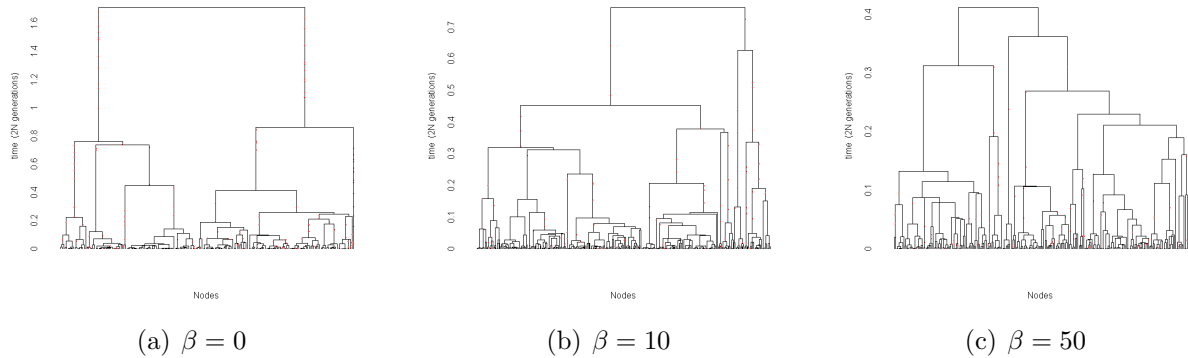 time (2N generations)
1.6
1.4
1.2
1
0.8
0.6
0.4
0.2
0
Nodes
(a) β = 0
time (2N generations)
0.7
0.6
0.5
0.4
0.3
0.2
0.1
0
Nodes
(b) β = 10
time (2N generations)
0.4
0.3
0.2
0.1
0
Nodes
(c) β = 50